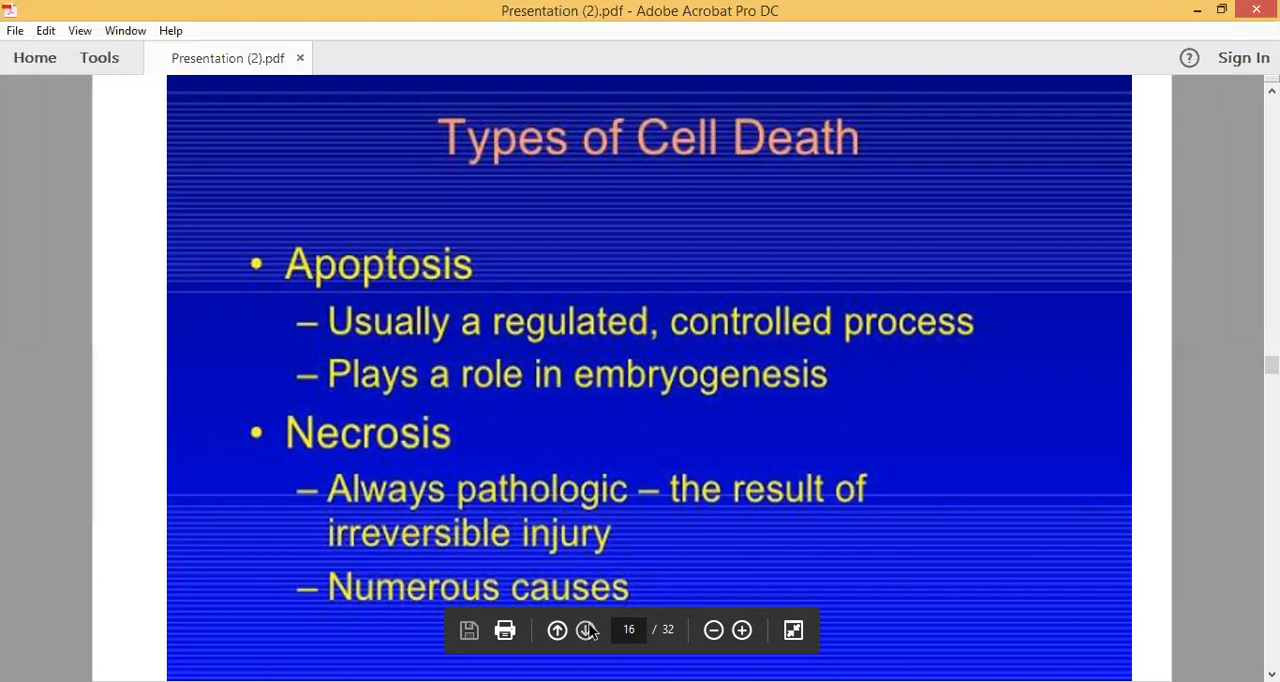 Presentation (2).pdf - Adobe Acrobat Pro DC
File Edit View Window Help
Home Tools Presentation (2).pdf × ? Sign In
Types of Cell Death
• Apoptosis
– Usually a regulated, controlled process
– Plays a role in embryogenesis
• Necrosis
– Always pathologic – the result of
irreversible injury
– Numerous causes
16 / 32